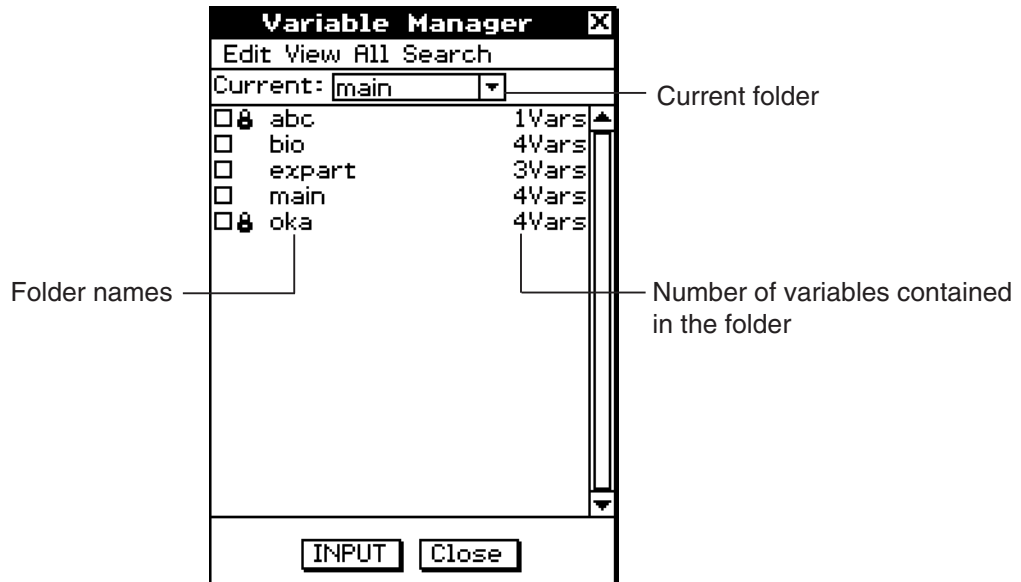 Variable Manager X
Edit View All Search
Current: main
Current folder
abc 1Vars
bio 4Vars
expart 3Vars
main 4Vars
oka 4Vars
Folder names
Number of variables contained
in the folder
INPUT Close